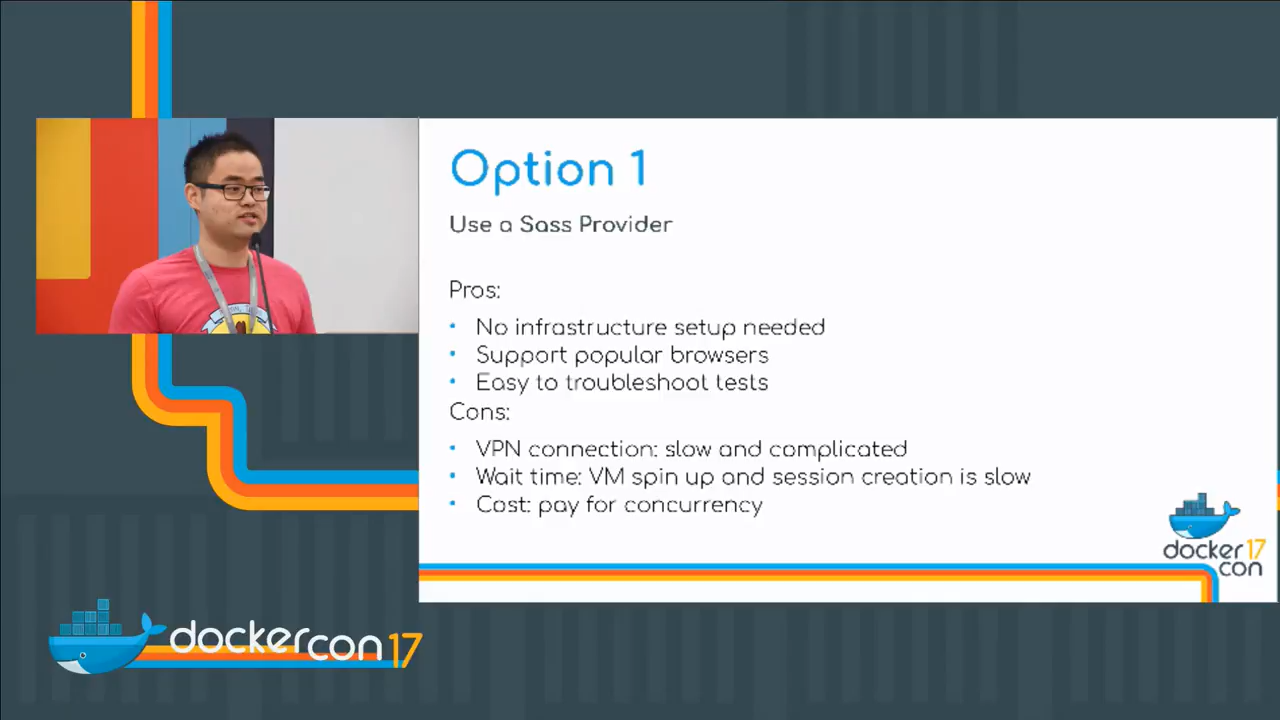 Option 1
Use a Sass Provider
Pros:
• No infrastructure setup needed
• Support popular browsers
• Easy to troubleshoot tests
Cons:
• VPN connection: slow and complicated
• Wait time: VM spin up and session creation is slow
• Cost: pay for concurrency
docker 17
con
dockercon 17